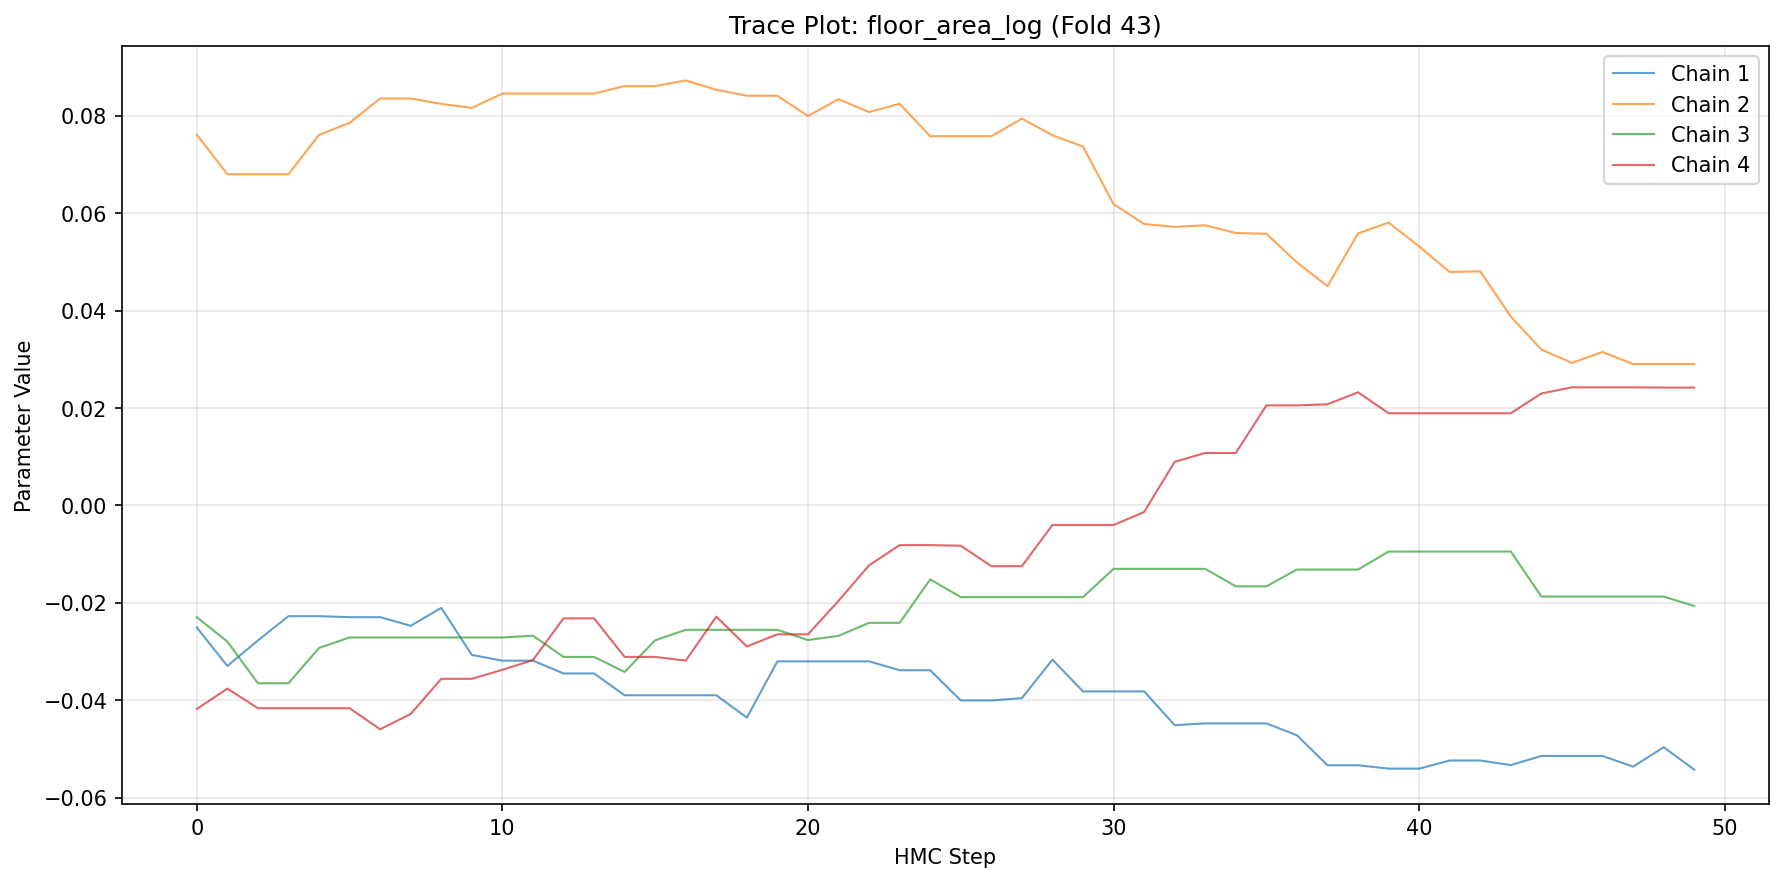 Trace Plot: floor_area_log (Fold 43)
Chain 1
Chain 2
Chain 3
Chain 4
Parameter Value
0.08
0.06
0.04
0.02
0.00
−0.02
−0.04
−0.06
0 10 20 30 40 50
HMC Step